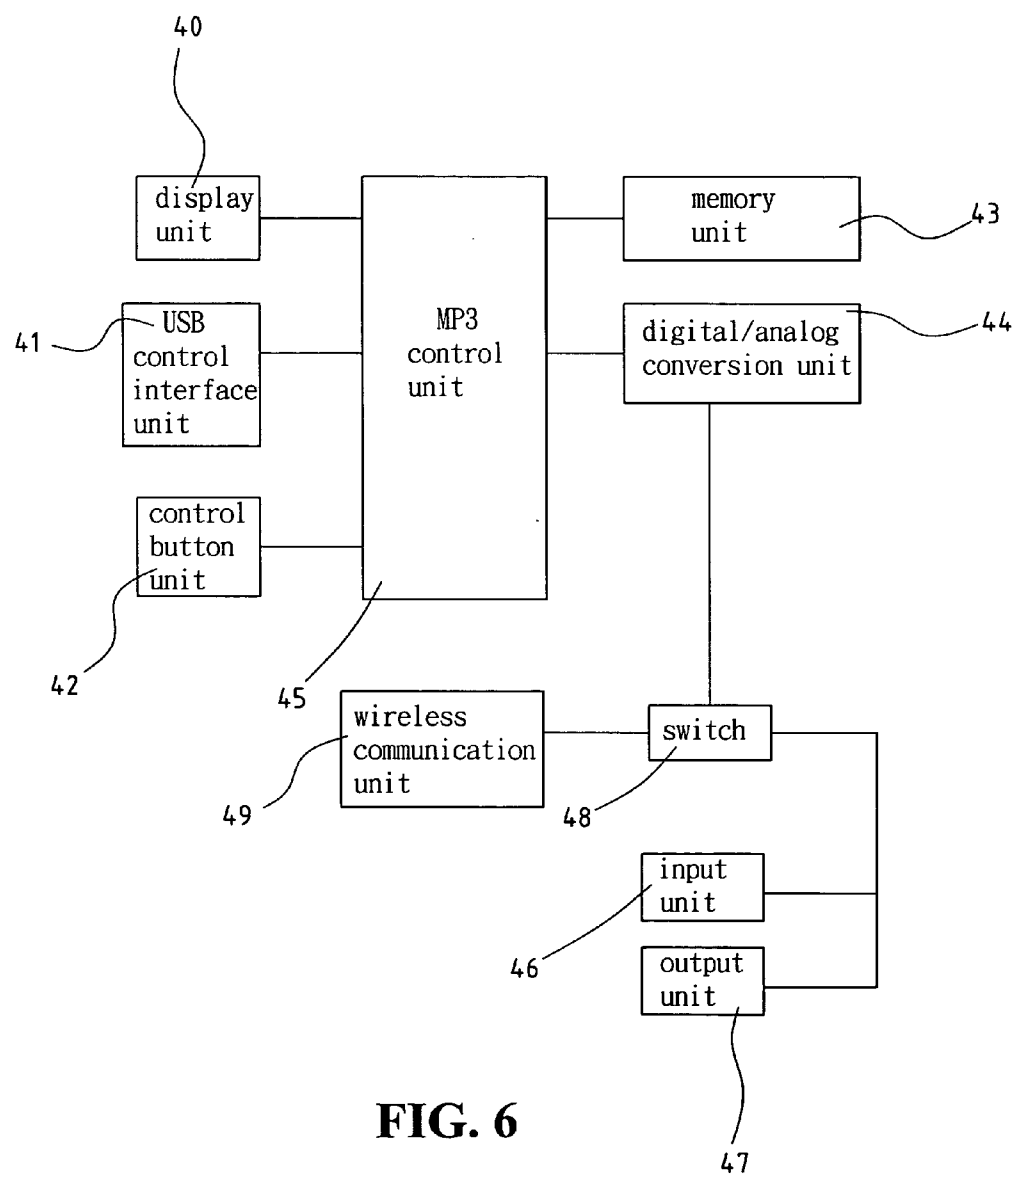 40
display
unit
memory
unit
43
41
USB
control
interface
unit
MP3
control
unit
digital/analog
conversion unit
44
control
button
unit
42
45
wireless
communication
unit
49
switch
48
input
unit
46
output
unit
47
FIG. 6